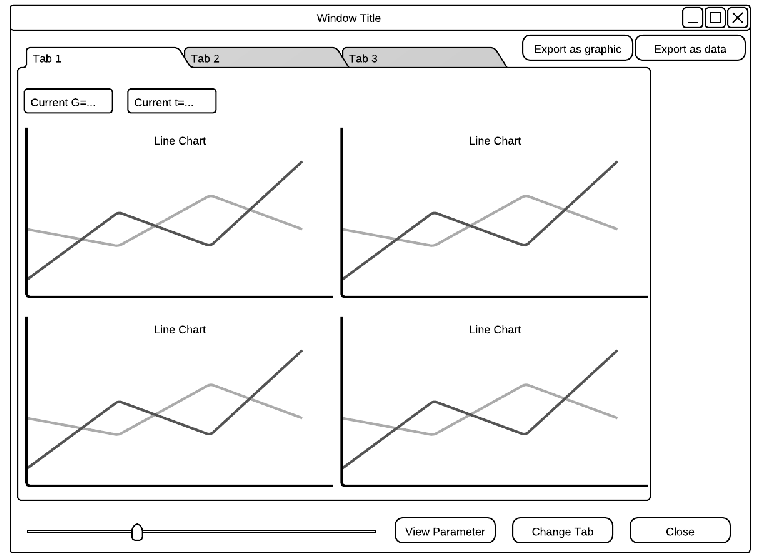 Window Title
Export as graphic
Export as data
Tab 1
Tab 2
Tab 3
Current G=...
Current t=...
Line Chart
Line Chart
Line Chart
Line Chart
View Parameter
Change Tab
Close